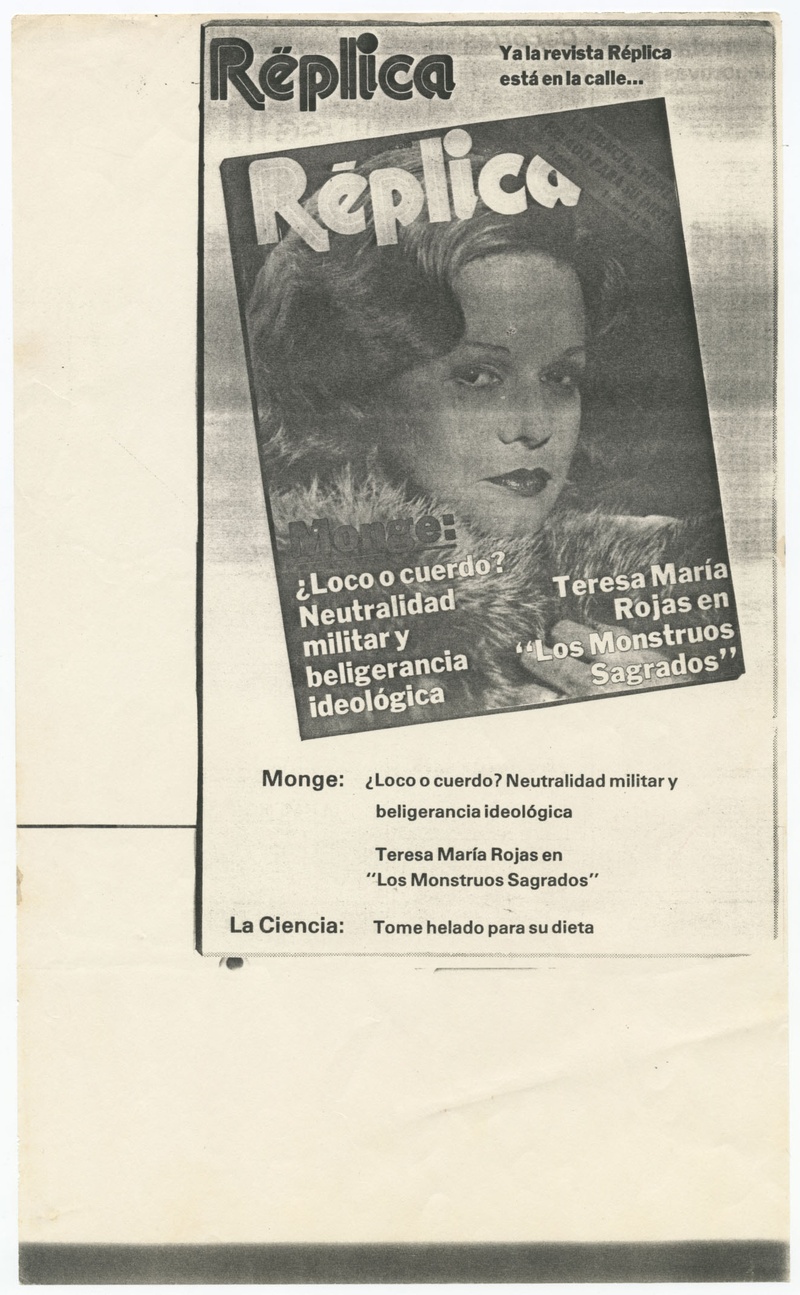 Réplica
Ya la revista Réplica
está en la calle...
Réplica
Monge:
¿Loco o cuerdo?
Neutralidad
militar y
beligerancia
ideológica
Teresa María
Rojas en
“Los Monstruos
Sagrados”
Monge: ¿Loco o cuerdo? Neutralidad militar y
beligerancia ideológica
Teresa María Rojas en
“Los Monstruos Sagrados”
La Ciencia: Tome helado para su dieta